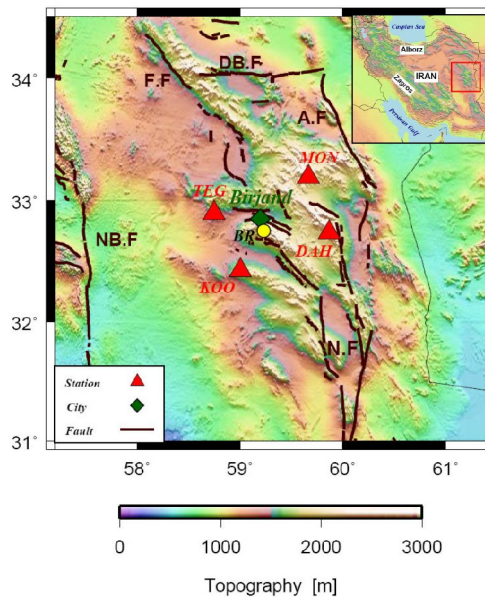 Caspian Sea
Alborz
IRAN
Zagros
Persian Gulf
34°
33°
32°
31°
DB.F
F.F
A.F
MON
TEG
Birjand
BR
NB.F
DAH
KOO
N.F
Station
City
Fault
58°
59°
60°
61°
0
1000
2000
3000
Topography [m]